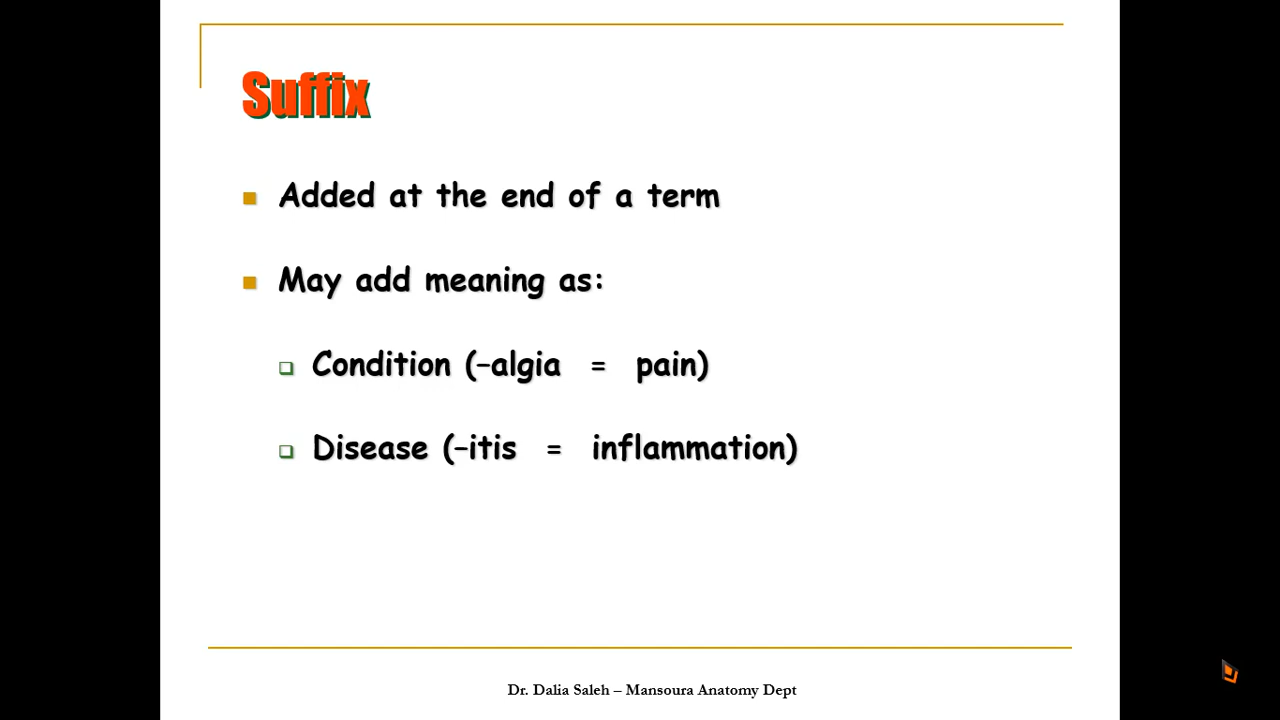 Suffix
Added at the end of a term
May add meaning as:
Condition (–algia = pain)
Disease (–itis = inflammation)
Dr. Dalia Saleh – Mansoura Anatomy Dept